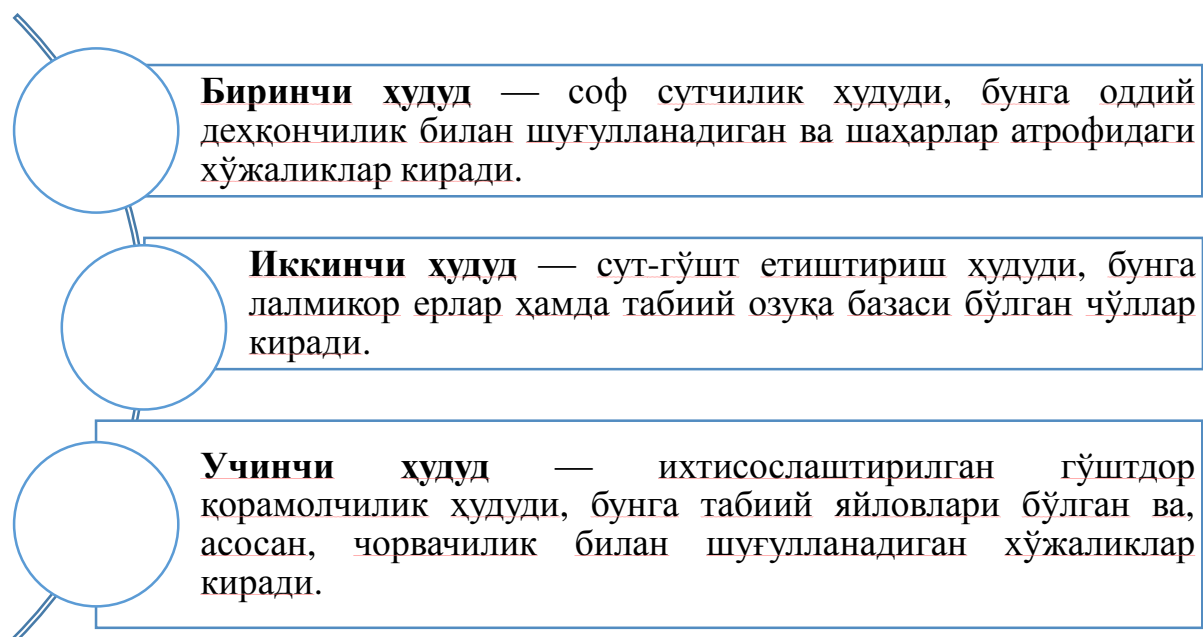 Биринчи ҳудуд — соф сутчилик ҳудуди, бунга оддий
деҳқончилик билан шуғулланадиган ва шаҳарлар атрофидаги
хўжаликлар киради.
Иккинчи ҳудуд — сут-гўшт етиштириш ҳудуди, бунга
лалмикор ерлар ҳамда табиий озуқа базаси бўлган чўллар
киради.
Учинчи ҳудуд — ихтисослаштирилган гўштдор
қорамолчилик ҳудуди, бунга табиий яйловлари бўлган ва,
асосан, чорвачилик билан шуғулланадиган хўжаликлар
киради.